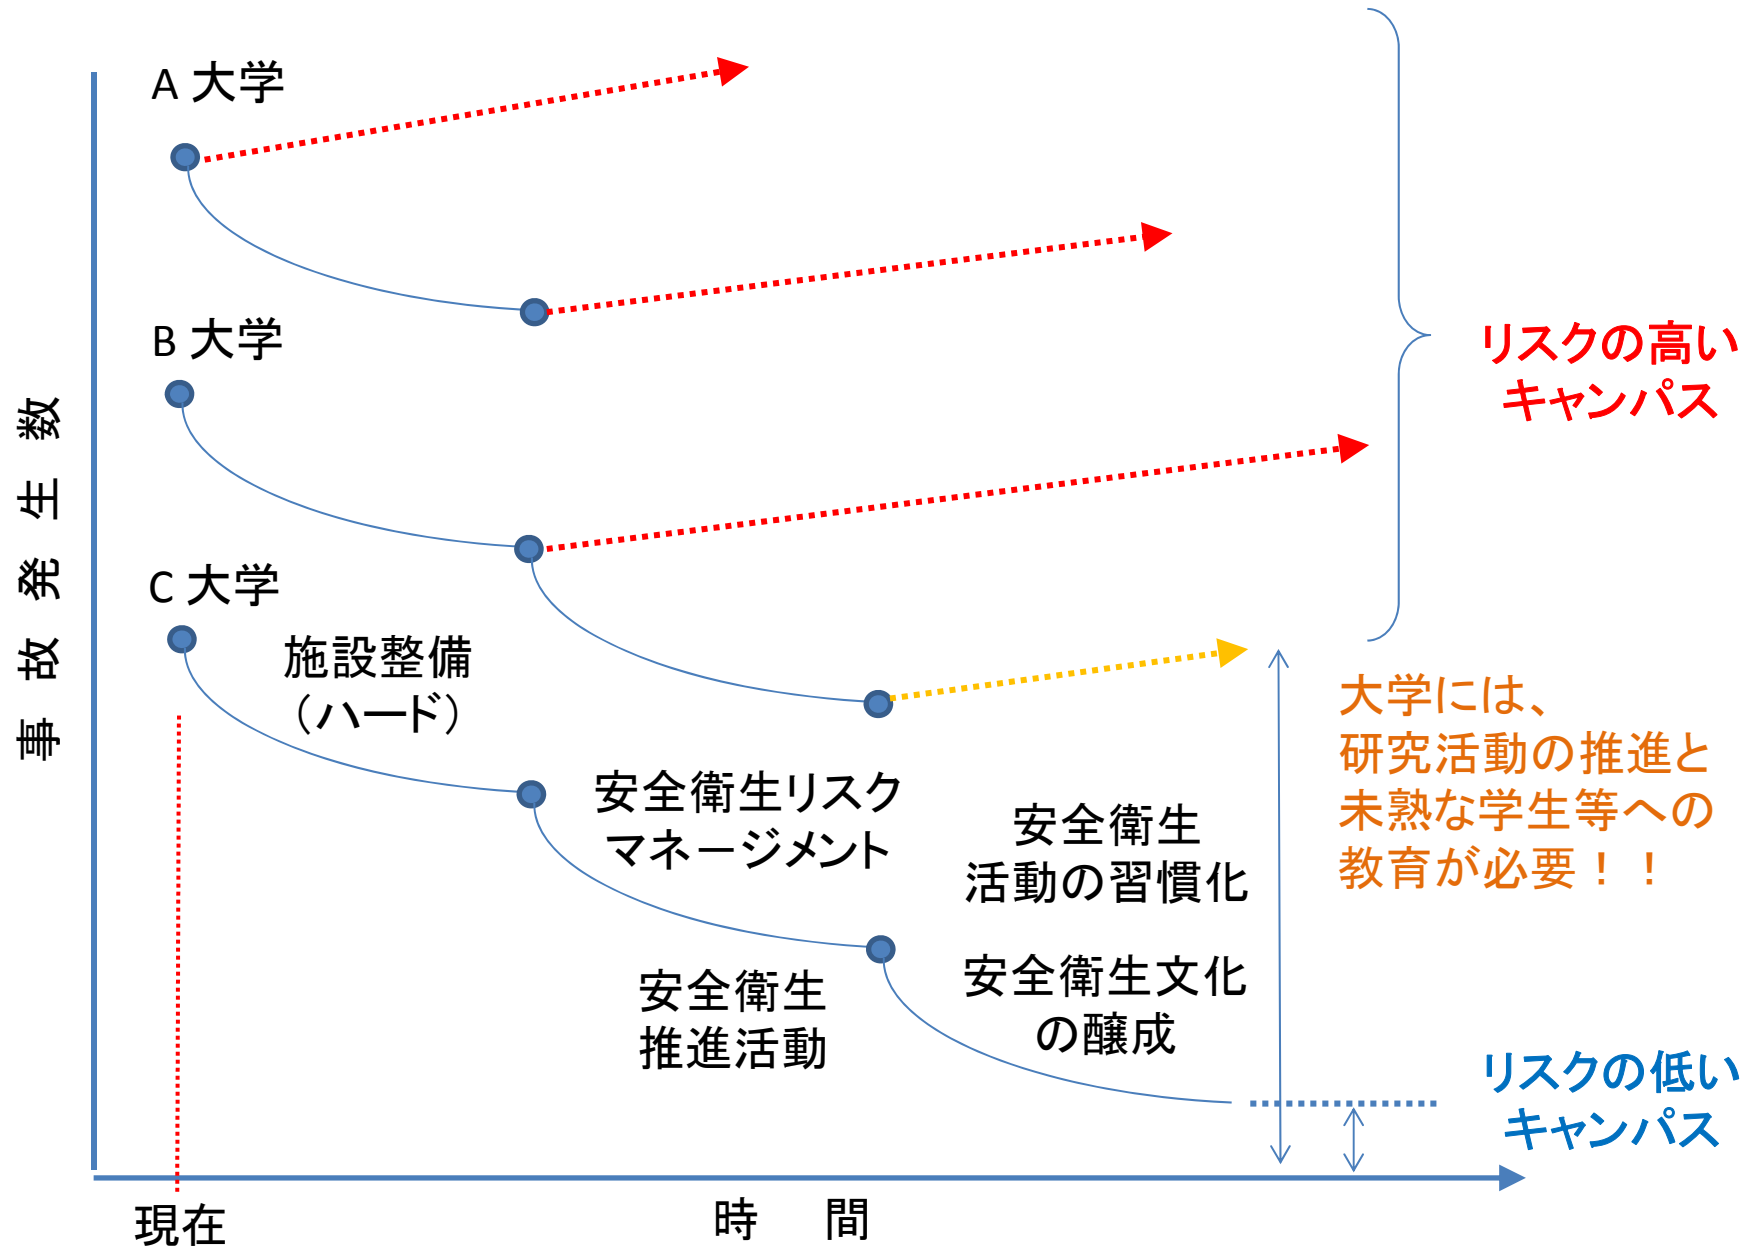 A 大学
B 大学
事故発生数
C 大学
施設整備
（ハード）
安全衛生リスク
マネージメント
安全衛生
推進活動
安全衛生
活動の習慣化
安全衛生文化
の醸成
リスクの高い
キャンパス
大学には、
研究活動の推進と
未熟な学生等への
教育が必要！！
リスクの低い
キャンパス
現在
時　間